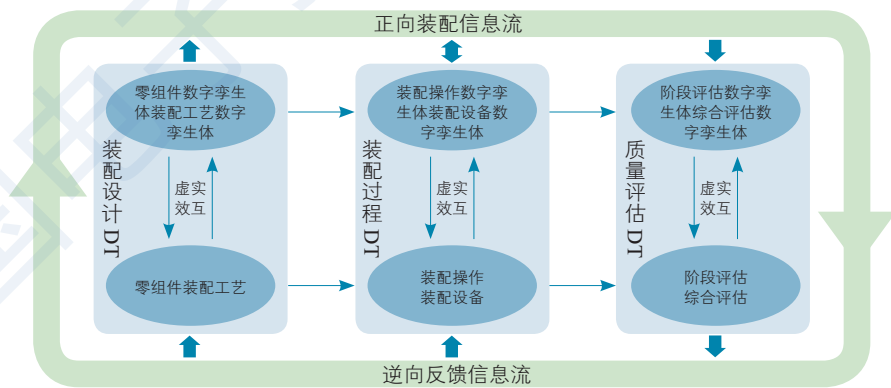 正向装配信息流
零组件数字孪生
体装配工艺数字
孪生体
装配设计 DT
虚实
效互
零组件装配工艺
装配操作数字孪
生体装配设备数
字孪生体
装配过程 DT
虚实
效互
装配操作
装配设备
阶段评估数字孪
生体综合评估数
字孪生体
质量评估 DT
虚实
效互
阶段评估
综合评估
逆向反馈信息流